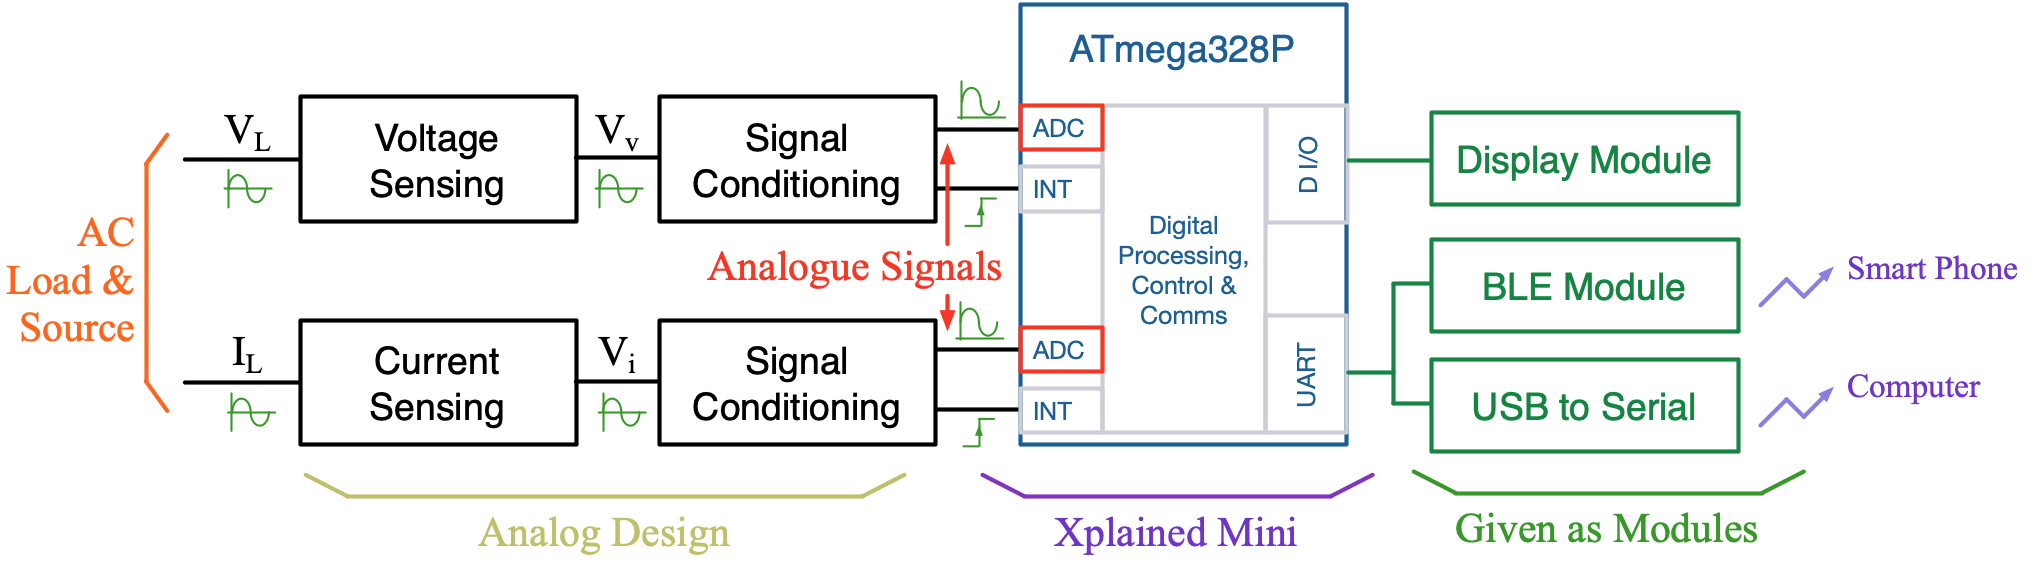 ATmega328P
V_L
Voltage
Sensing
V_v
Signal
Conditioning
ADC
INT
D I/O
Display Module
AC
Load &
Source
Analogue Signals
Digital
Processing,
Control &
Comms
BLE Module
Smart Phone
I_L
Current
Sensing
V_i
Signal
Conditioning
ADC
INT
UART
USB to Serial
Computer
Analog Design
Xplained Mini
Given as Modules